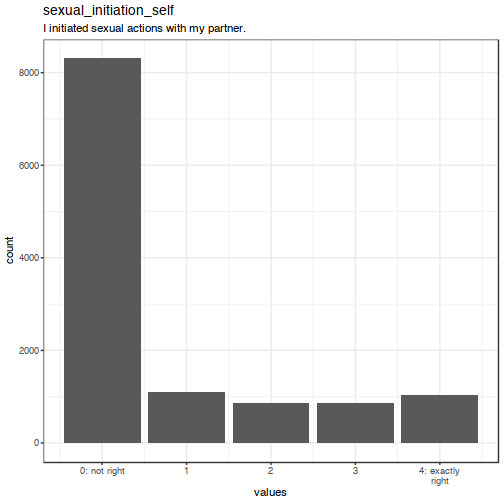 sexual_initiation_self
I initiated sexual actions with my partner.
8000
6000
4000
2000
0
count
0: not right
1
2
3
4: exactly
right
values